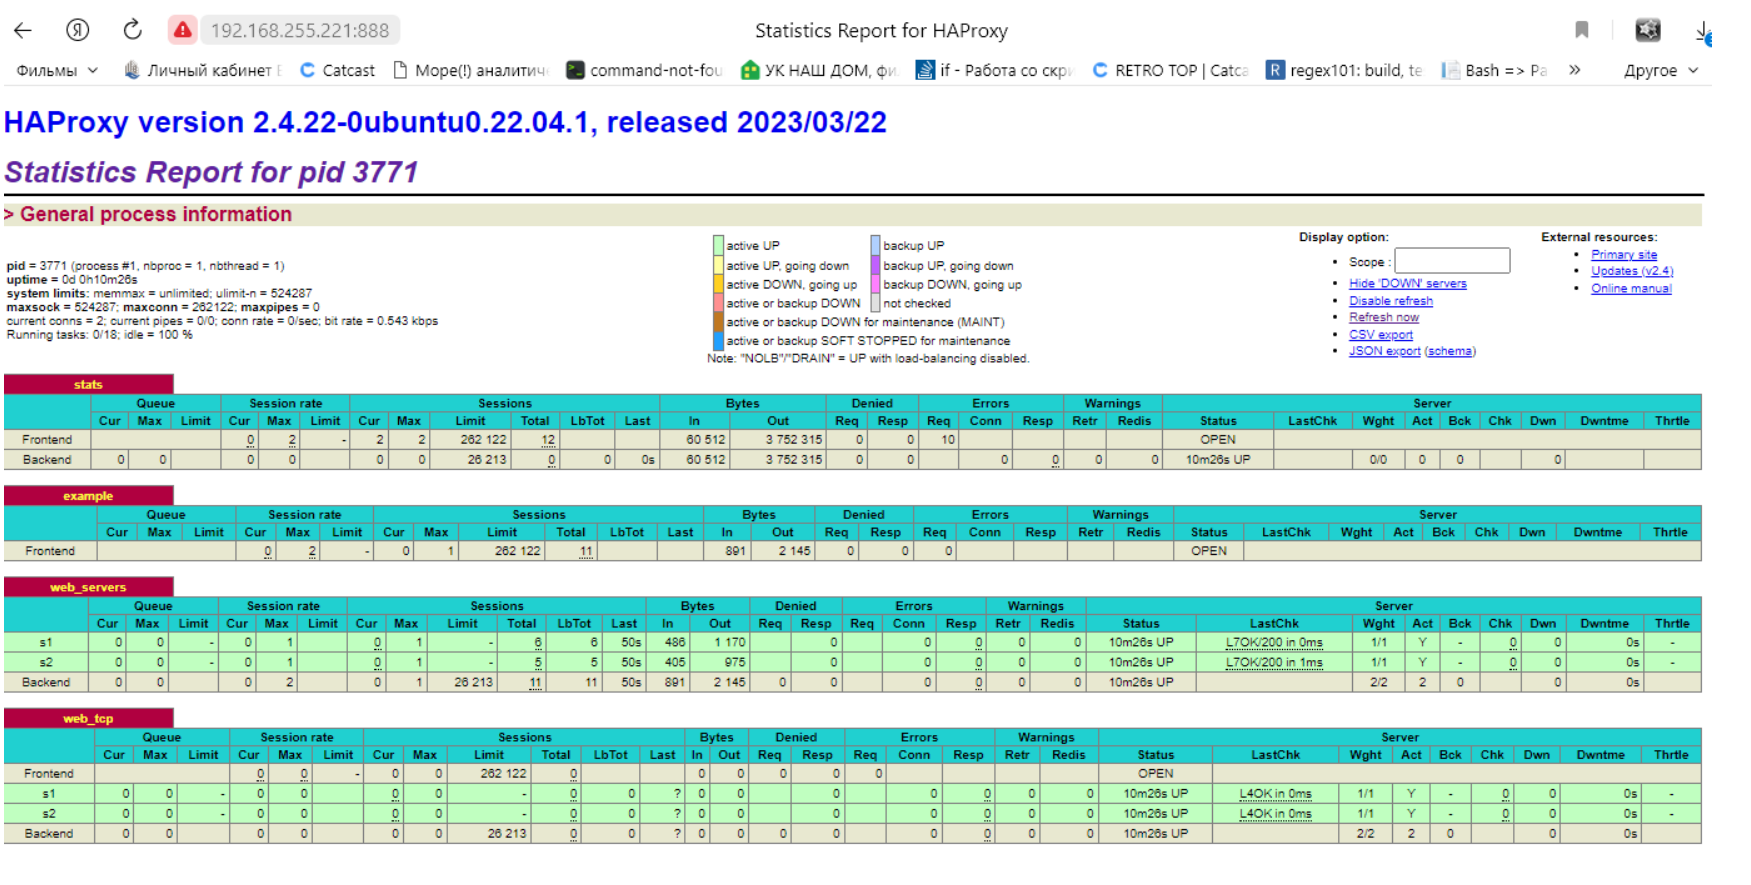 192.168.255.221:888 Statistics Report for HAProxy
Фильмы Личный кабинет Catcast Море(!) аналитич command-not-fou УК НАШ ДОМ, фи if - Работа со скри RETRO TOP | Catca regex101: build, te Bash => Pa » Другое
HAProxy version 2.4.22-0ubuntu0.22.04.1, released 2023/03/22
Statistics Report for pid 3771
> General process information
pid = 3771 (process #1, nbproc = 1, nbthread = 1)
uptime = 0d 0h10m26s
system limits: memmax = unlimited; ulimit-n = 524287
maxsock = 524287; maxconn = 262122; maxpipes = 0
current conns = 2; current pipes = 0/0; conn rate = 0/sec; bit rate = 0.543 kbps
Running tasks: 0/18; idle = 100 %
active UP backup UP
active UP, going down backup UP, going down
active DOWN, going up backup DOWN, going up
active or backup DOWN not checked
active or backup DOWN for maintenance (MAINT)
active or backup SOFT STOPPED for maintenance
Note: "NOLB"/"DRAIN" = UP with load-balancing disabled.
Display option:
Scope :
Hide 'DOWN' servers
Disable refresh
Refresh now
CSV export
JSON export (schema)
External resources:
Primary site
Updates (v2.4)
Online manual
stats
Queue Session rate Sessions Bytes Denied Errors Warnings Server
Cur Max Limit Cur Max Limit Cur Max Limit Total LbTot Last In Out Req Resp Req Conn Resp Retr Redis Status LastChk Wght Act Bck Chk Dwn Dwntme Thrtle
Frontend 0 2 - 2 2 262 122 12 60 512 3 752 315 0 0 10 OPEN
Backend 0 0 0 0 0 0 26 213 0 0 0s 60 512 3 752 315 0 0 0 0 0 0 10m26s UP 0/0 0 0 0
example
Queue Session rate Sessions Bytes Denied Errors Warnings Server
Cur Max Limit Cur Max Limit Cur Max Limit Total LbTot Last In Out Req Resp Req Conn Resp Retr Redis Status LastChk Wght Act Bck Chk Dwn Dwntme Thrtle
Frontend 0 2 - 0 1 262 122 11 891 2 145 0 0 0 OPEN
web_servers
Queue Session rate Sessions Bytes Denied Errors Warnings Server
Cur Max Limit Cur Max Limit Cur Max Limit Total LbTot Last In Out Req Resp Req Conn Resp Retr Redis Status LastChk Wght Act Bck Chk Dwn Dwntme Thrtle
s1 0 0 - 0 1 0 1 - 6 6 50s 486 1 170 0 0 0 0 0 10m26s UP L7OK/200 in 0ms 1/1 Y - 0 0 0s -
s2 0 0 - 0 1 0 1 - 5 5 50s 405 975 0 0 0 0 0 10m26s UP L7OK/200 in 1ms 1/1 Y - 0 0 0s -
Backend 0 0 0 2 0 1 26 213 11 11 50s 891 2 145 0 0 0 0 0 0 10m26s UP 2/2 2 0 0 0s
web_tcp
Queue Session rate Sessions Bytes Denied Errors Warnings Server
Cur Max Limit Cur Max Limit Cur Max Limit Total LbTot Last In Out Req Resp Req Conn Resp Retr Redis Status LastChk Wght Act Bck Chk Dwn Dwntme Thrtle
Frontend 0 0 - 0 0 262 122 0 0 0 0 0 0 OPEN
s1 0 0 - 0 0 0 0 - 0 0 ? 0 0 0 0 0 0 0 10m26s UP L4OK in 0ms 1/1 Y - 0 0 0s -
s2 0 0 - 0 0 0 0 - 0 0 ? 0 0 0 0 0 0 0 10m26s UP L4OK in 0ms 1/1 Y - 0 0 0s -
Backend 0 0 0 0 0 0 26 213 0 0 ? 0 0 0 0 0 0 0 0 10m26s UP 2/2 2 0 0 0s